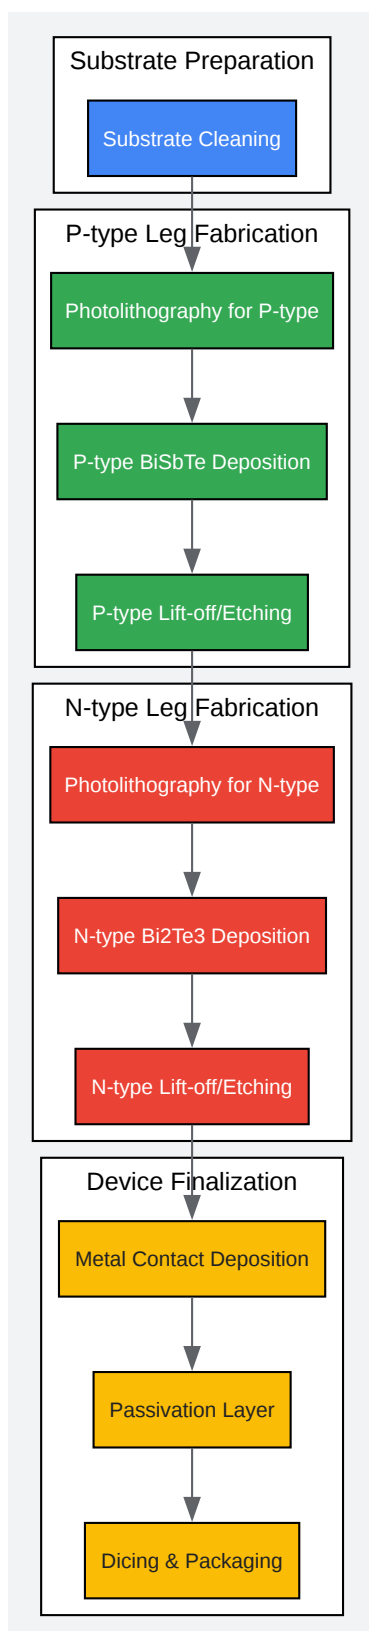 Substrate Preparation
Substrate Cleaning
P-type Leg Fabrication
Photolithography for P-type
P-type BiSbTe Deposition
P-type Lift-off/Etching
N-type Leg Fabrication
Photolithography for N-type
N-type Bi2Te3 Deposition
N-type Lift-off/Etching
Device Finalization
Metal Contact Deposition
Passivation Layer
Dicing & Packaging